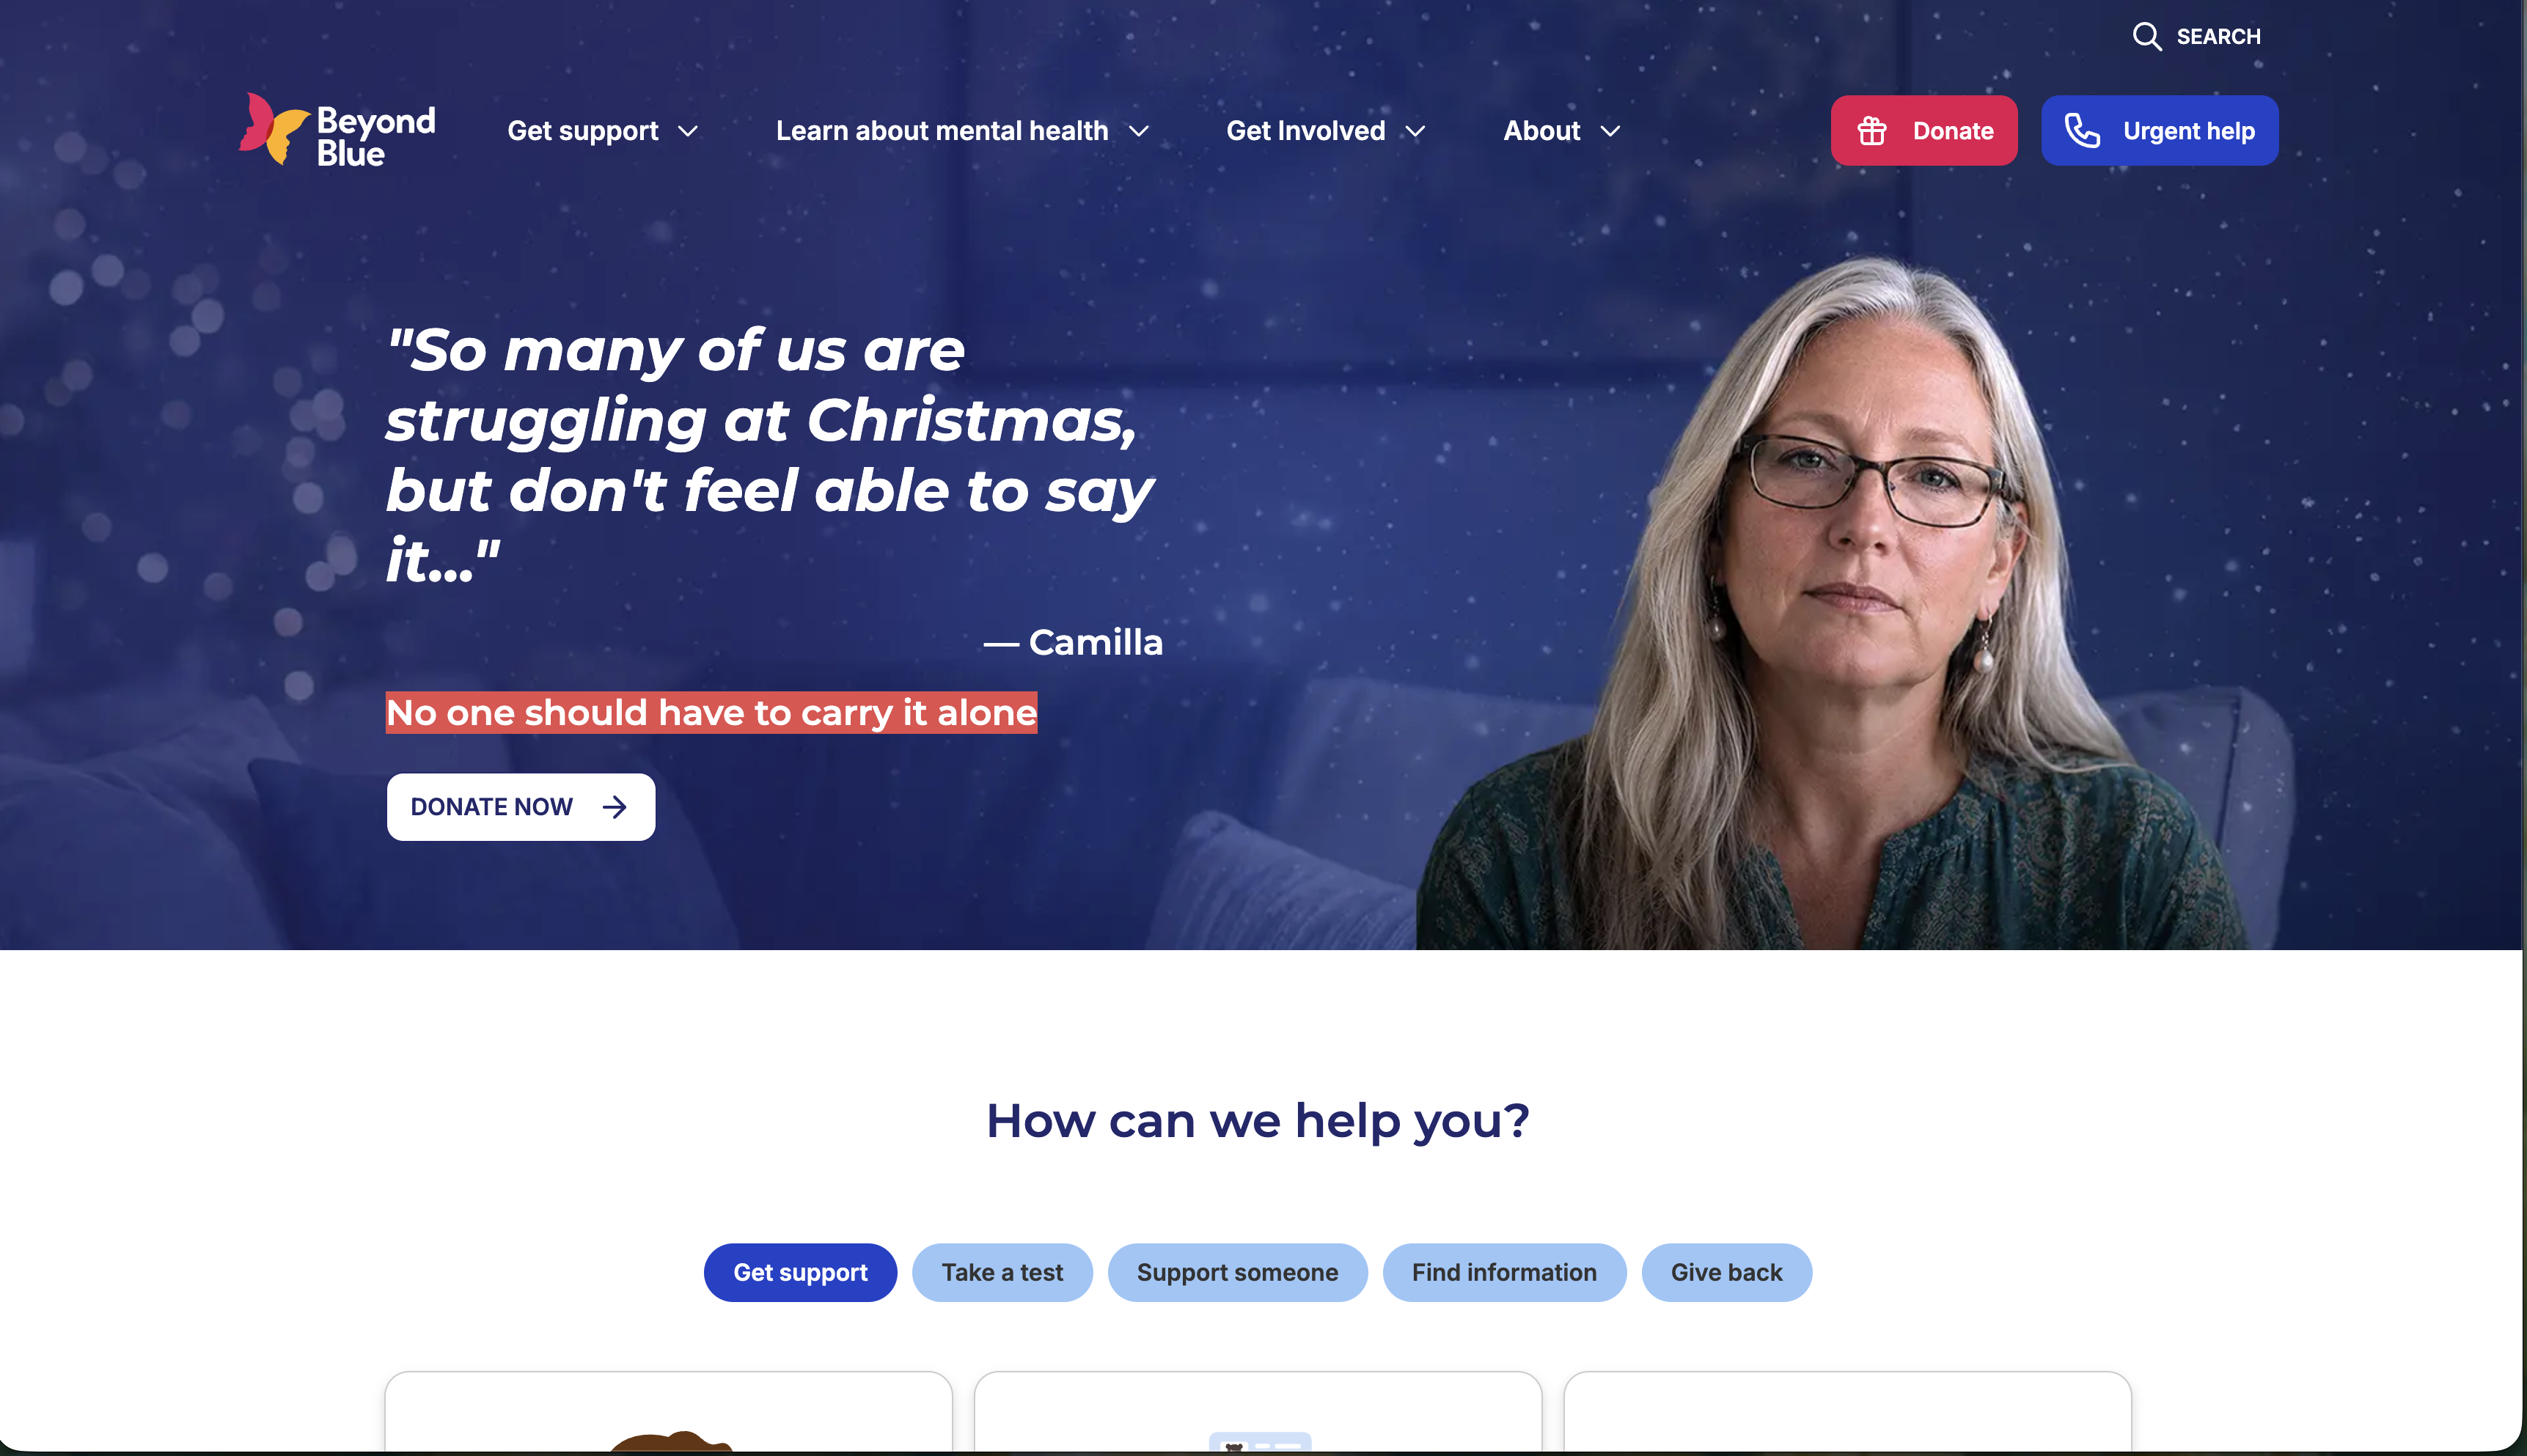 SEARCH
Beyond
Blue
Get support
Learn about mental health
Get Involved
About
Donate
Urgent help
"So many of us are
struggling at Christmas,
but don't feel able to say
it..."
— Camilla
No one should have to carry it alone
DONATE NOW
How can we help you?
Get support
Take a test
Support someone
Find information
Give back